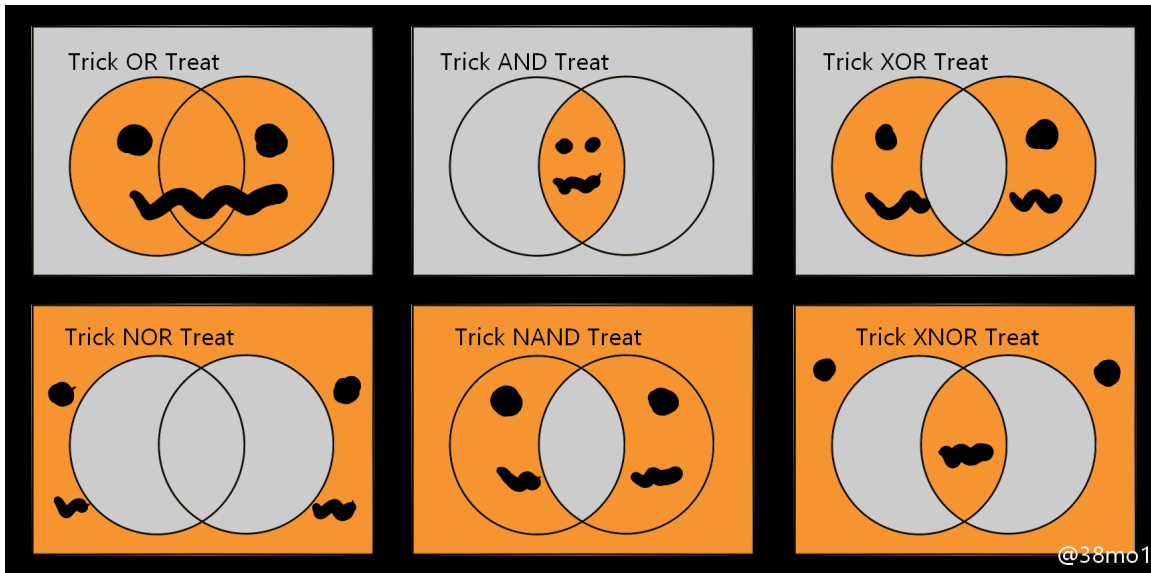 Trick OR Treat
Trick AND Treat
Trick XOR Treat
Trick NOR Treat
Trick NAND Treat
Trick XNOR Treat
@38mo1